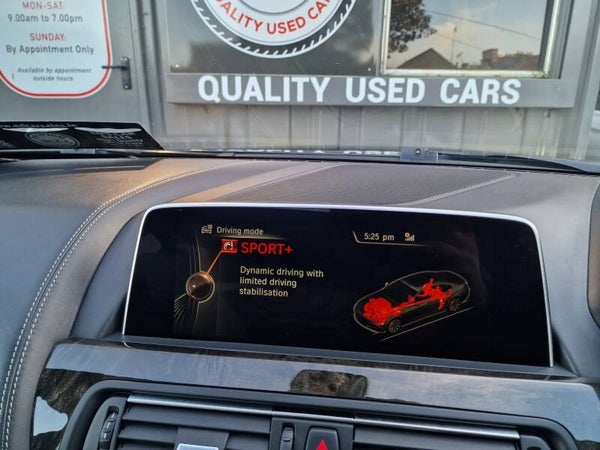 MON-SAT:
9.00am to 7.00pm
SUNDAY:
By Appointment Only
Available by appointment
outside hours
QUALITY USED CARS
QUALITY USED CARS
Driving mode
5:25 pm
SPORT+
Dynamic driving with
limited driving
stabilisation